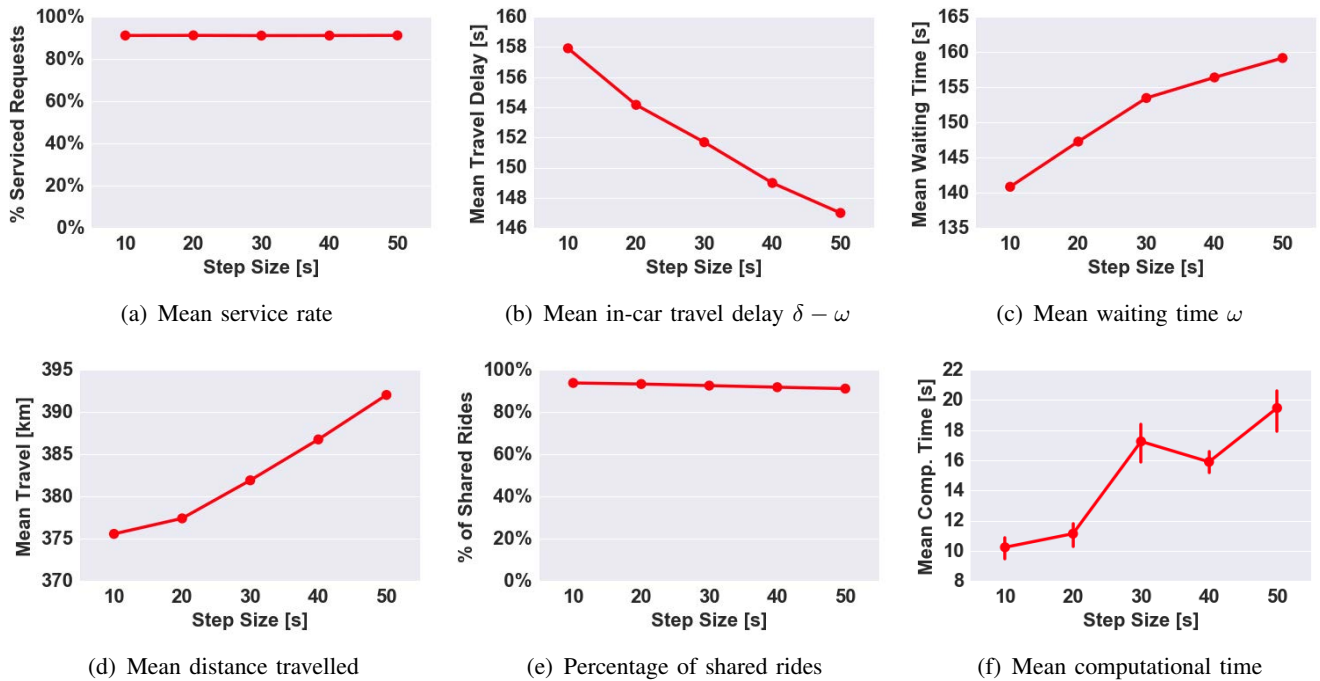 100%
80%
60%
40%
20%
0%
% Serviced Requests
10 20 30 40 50
Step Size [s]
(a) Mean service rate
160
158
156
154
152
150
148
146
Mean Travel Delay [s]
10 20 30 40 50
Step Size [s]
(b) Mean in-car travel delay δ − ω
165
160
155
150
145
140
135
Mean Waiting Time [s]
10 20 30 40 50
Step Size [s]
(c) Mean waiting time ω
395
390
385
380
375
370
Mean Travel [km]
10 20 30 40 50
Step Size [s]
(d) Mean distance travelled
100%
80%
60%
40%
20%
0%
% of Shared Rides
10 20 30 40 50
Step Size [s]
(e) Percentage of shared rides
22
20
18
16
14
12
10
8
Mean Comp. Time [s]
10 20 30 40 50
Step Size [s]
(f) Mean computational time